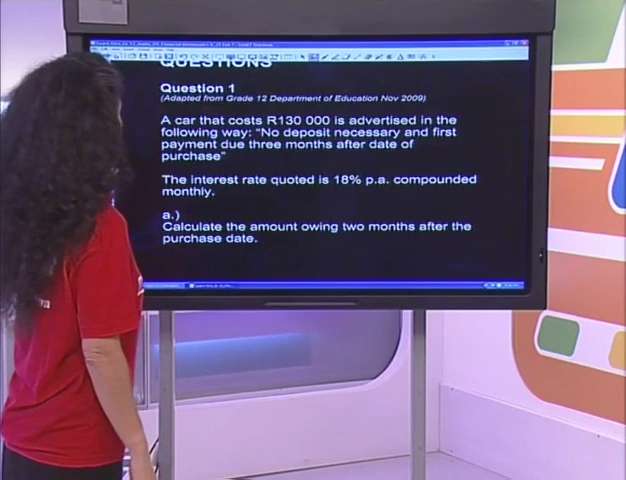 QUESTIONS
Question 1
(Adapted from Grade 12 Department of Education Nov 2009)
A car that costs R130 000 is advertised in the
following way: "No deposit necessary and first
payment due three months after date of
purchase"
The interest rate quoted is 18% p.a. compounded
monthly.
a.)
Calculate the amount owing two months after the
purchase date.